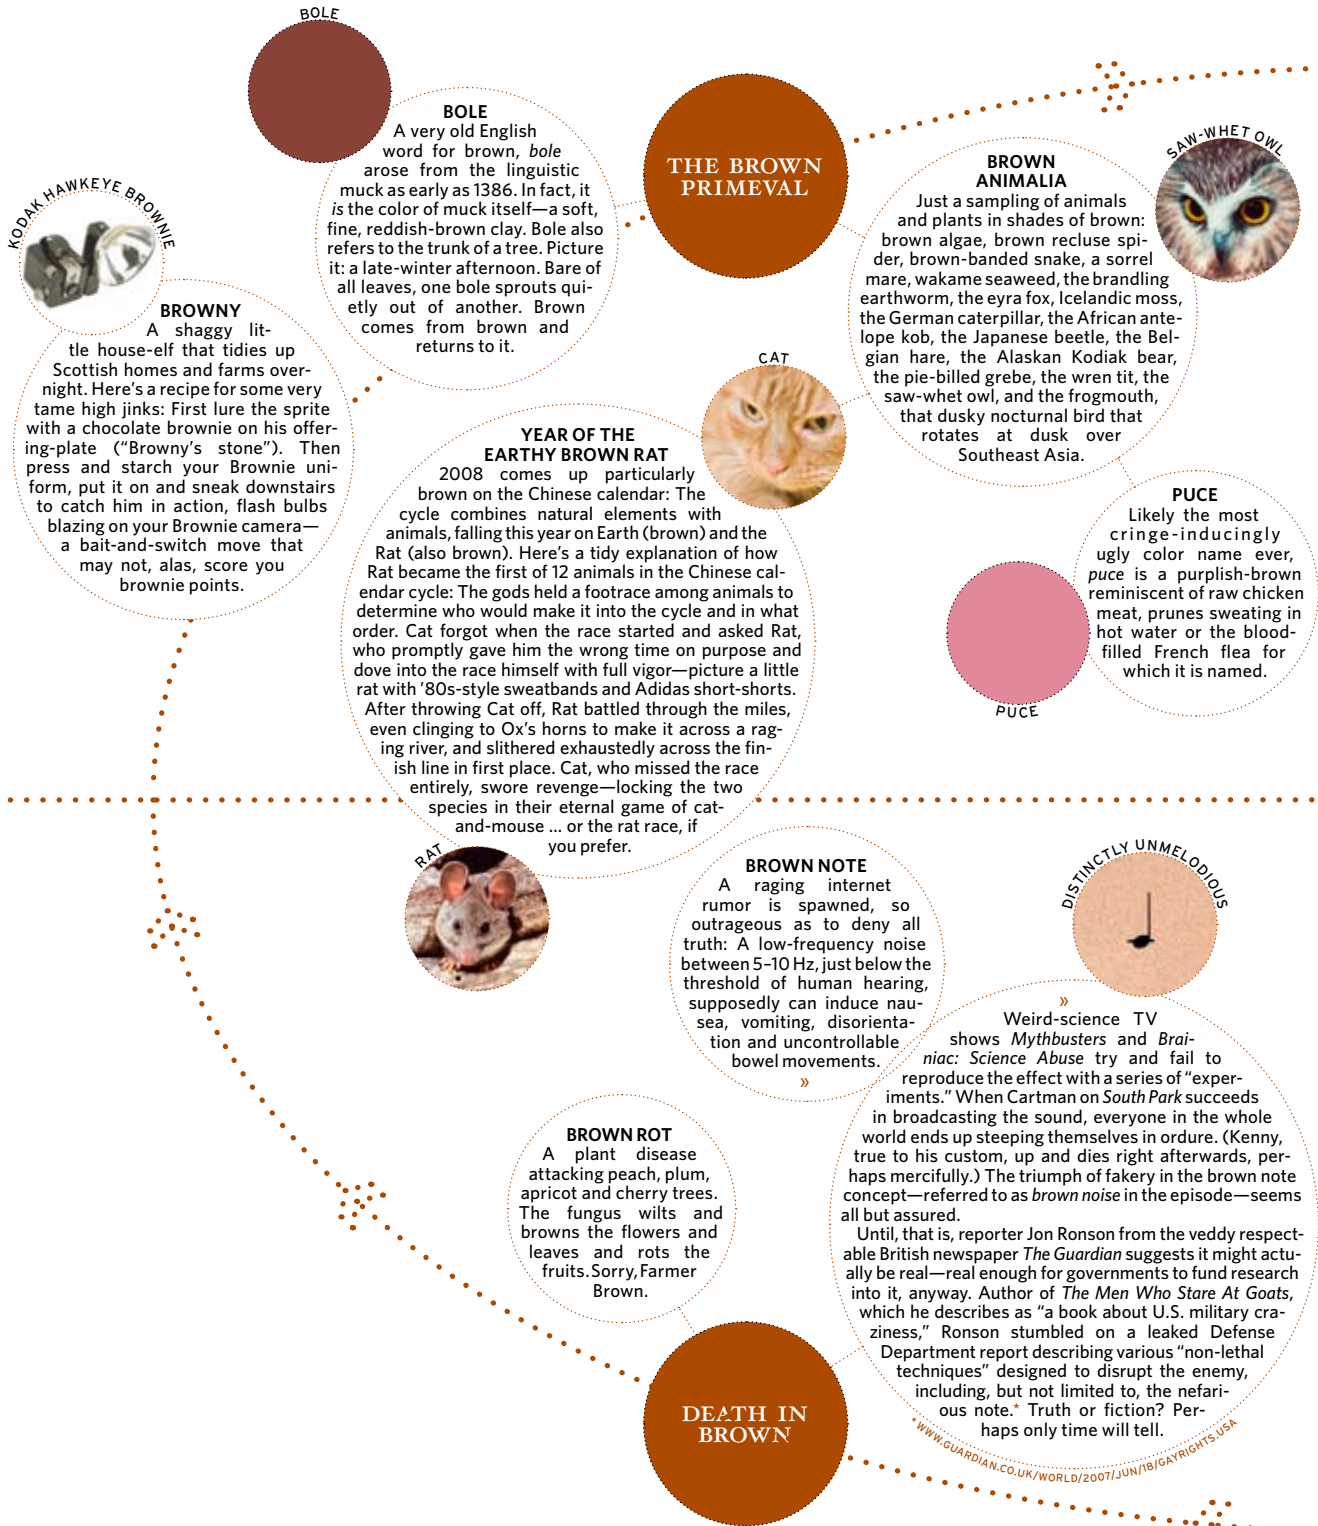 BOLE
BOLE
A very old English
word for brown, bole
arose from the linguistic
muck as early as 1386. In fact, it
is the color of muck itself—a soft,
fine, reddish-brown clay. Bole also
refers to the trunk of a tree. Picture
it: a late-winter afternoon. Bare of
all leaves, one bole sprouts qui-
etly out of another. Brown
comes from brown and
returns to it.
THE BROWN
PRIMEVAL
SAW-WHET OWL
BROWN
ANIMALIA
Just a sampling of animals
and plants in shades of brown:
brown algae, brown recluse spi-
der, brown-banded snake, a sorrel
mare, wakame seaweed, the brandling
earthworm, the eyra fox, Icelandic moss,
the German caterpillar, the African ante-
lope kob, the Japanese beetle, the Bel-
gian hare, the Alaskan Kodiak bear,
the pie-billed grebe, the wren tit, the
saw-whet owl, and the frogmouth,
that dusky nocturnal bird that
rotates at dusk over
Southeast Asia.
KODAK HAWKEYE BROWNIE
BROWNY
A shaggy lit-
tle house-elf that tidies up
Scottish homes and farms over-
night. Here's a recipe for some very
tame high jinks: First lure the sprite
with a chocolate brownie on his offer-
ing-plate ("Browny's stone"). Then
press and starch your Brownie uni-
form, put it on and sneak downstairs
to catch him in action, flash bulbs
blazing on your Brownie camera—
a bait-and-switch move that
may not, alas, score you
brownie points.
CAT
YEAR OF THE
EARTHY BROWN RAT
2008 comes up particularly
brown on the Chinese calendar: The
cycle combines natural elements with
animals, falling this year on Earth (brown) and the
Rat (also brown). Here's a tidy explanation of how
Rat became the first of 12 animals in the Chinese cal-
endar cycle: The gods held a footrace among animals to
determine who would make it into the cycle and in what
order. Cat forgot when the race started and asked Rat,
who promptly gave him the wrong time on purpose and
dove into the race himself with full vigor—picture a little
rat with '80s-style sweatbands and Adidas short-shorts.
After throwing Cat off, Rat battled through the miles,
even clinging to Ox's horns to make it across a rag-
ing river, and slithered exhaustedly across the fin-
ish line in first place. Cat, who missed the race
entirely, swore revenge—locking the two
species in their eternal game of cat-
and-mouse ... or the rat race, if
you prefer.
RAT
PUCE
Likely the most
cringe-inducingly
ugly color name ever,
puce is a purplish-brown
reminiscent of raw chicken
meat, prunes sweating in
hot water or the blood-
filled French flea for
which it is named.
PUCE
BROWN NOTE
A raging internet
rumor is spawned, so
outrageous as to deny all
truth: A low-frequency noise
between 5–10 Hz, just below the
threshold of human hearing,
supposedly can induce nau-
sea, vomiting, disorienta-
tion and uncontrollable
bowel movements.
»
DISTINCTLY UNMELODIOUS
»
Weird-science TV
shows Mythbusters and Brai-
niac: Science Abuse try and fail to
reproduce the effect with a series of "exper-
iments." When Cartman on South Park succeeds
in broadcasting the sound, everyone in the whole
world ends up steeping themselves in ordure. (Kenny,
true to his custom, up and dies right afterwards, per-
haps mercifully.) The triumph of fakery in the brown note
concept—referred to as brown noise in the episode—seems
all but assured.
Until, that is, reporter Jon Ronson from the veddy respect-
able British newspaper The Guardian suggests it might actu-
ally be real—real enough for governments to fund research
into it, anyway. Author of The Men Who Stare At Goats,
which he describes as "a book about U.S. military cra-
ziness," Ronson stumbled on a leaked Defense
Department report describing various "non-lethal
techniques" designed to disrupt the enemy,
including, but not limited to, the nefari-
ous note.* Truth or fiction? Per-
haps only time will tell.
* WWW.GUARDIAN.CO.UK/WORLD/2007/JUN/18/GAYRIGHTS.USA
BROWN ROT
A plant disease
attacking peach, plum,
apricot and cherry trees.
The fungus wilts and
browns the flowers and
leaves and rots the
fruits. Sorry, Farmer
Brown.
DEATH IN
BROWN